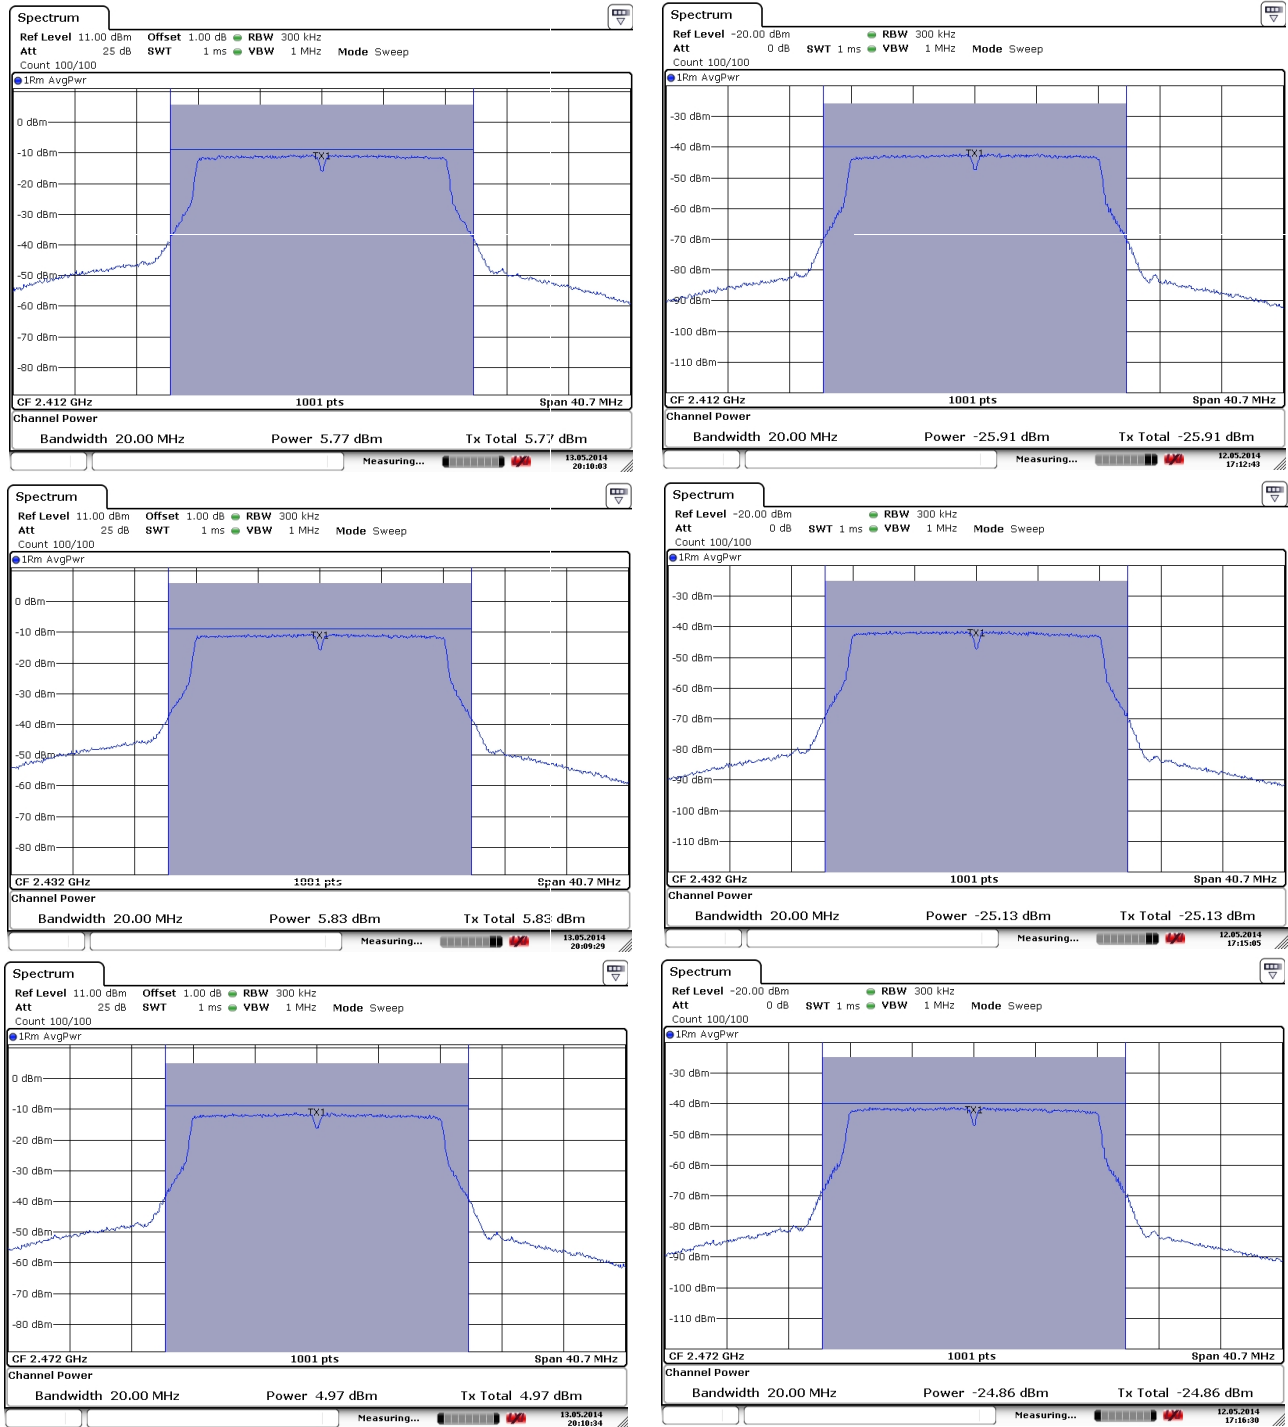 Spectrum
Ref Level 11.00 dBm Offset 1.00 dB RBW 300 kHz
Att 25 dB SWT 1 ms VBW 1 MHz Mode Sweep
Count 100/100
1Rm AvgPwr
TX1
0 dBm
-10 dBm
-20 dBm
-30 dBm
-40 dBm
-50 dBm
-60 dBm
-70 dBm
-80 dBm
CF 2.412 GHz 1001 pts Span 40.7 MHz
Channel Power
Bandwidth 20.00 MHz Power 5.77 dBm Tx Total 5.77 dBm
Measuring... 13.05.2014
20:10:03
Spectrum
Ref Level -20.00 dBm RBW 300 kHz
Att 0 dB SWT 1 ms VBW 1 MHz Mode Sweep
Count 100/100
1Rm AvgPwr
-30 dBm
-40 dBm
TX1
-50 dBm
-60 dBm
-70 dBm
-80 dBm
-90 dBm
-100 dBm
-110 dBm
CF 2.412 GHz 1001 pts Span 40.7 MHz
Channel Power
Bandwidth 20.00 MHz Power -25.91 dBm Tx Total -25.91 dBm
Measuring... 12.05.2014
17:12:43
Spectrum
Ref Level 11.00 dBm Offset 1.00 dB RBW 300 kHz
Att 25 dB SWT 1 ms VBW 1 MHz Mode Sweep
Count 100/100
1Rm AvgPwr
0 dBm
-10 dBm
TX1
-20 dBm
-30 dBm
-40 dBm
-50 dBm
-60 dBm
-70 dBm
-80 dBm
CF 2.432 GHz 1001 pts Span 40.7 MHz
Channel Power
Bandwidth 20.00 MHz Power 5.83 dBm Tx Total 5.83 dBm
Measuring... 13.05.2014
20:09:29
Spectrum
Ref Level -20.00 dBm RBW 300 kHz
Att 0 dB SWT 1 ms VBW 1 MHz Mode Sweep
Count 100/100
1Rm AvgPwr
-30 dBm
-40 dBm
TX1
-50 dBm
-60 dBm
-70 dBm
-80 dBm
-90 dBm
-100 dBm
-110 dBm
CF 2.432 GHz 1001 pts Span 40.7 MHz
Channel Power
Bandwidth 20.00 MHz Power -25.13 dBm Tx Total -25.13 dBm
Measuring... 12.05.2014
17:15:05
Spectrum
Ref Level 11.00 dBm Offset 1.00 dB RBW 300 kHz
Att 25 dB SWT 1 ms VBW 1 MHz Mode Sweep
Count 100/100
1Rm AvgPwr
0 dBm
-10 dBm
TX1
-20 dBm
-30 dBm
-40 dBm
-50 dBm
-60 dBm
-70 dBm
-80 dBm
CF 2.472 GHz 1001 pts Span 40.7 MHz
Channel Power
Bandwidth 20.00 MHz Power 4.97 dBm Tx Total 4.97 dBm
Measuring... 13.05.2014
20:10:34
Spectrum
Ref Level -20.00 dBm RBW 300 kHz
Att 0 dB SWT 1 ms VBW 1 MHz Mode Sweep
Count 100/100
1Rm AvgPwr
-30 dBm
-40 dBm
TX1
-50 dBm
-60 dBm
-70 dBm
-80 dBm
-90 dBm
-100 dBm
-110 dBm
CF 2.472 GHz 1001 pts Span 40.7 MHz
Channel Power
Bandwidth 20.00 MHz Power -24.86 dBm Tx Total -24.86 dBm
Measuring... 12.05.2014
17:16:30